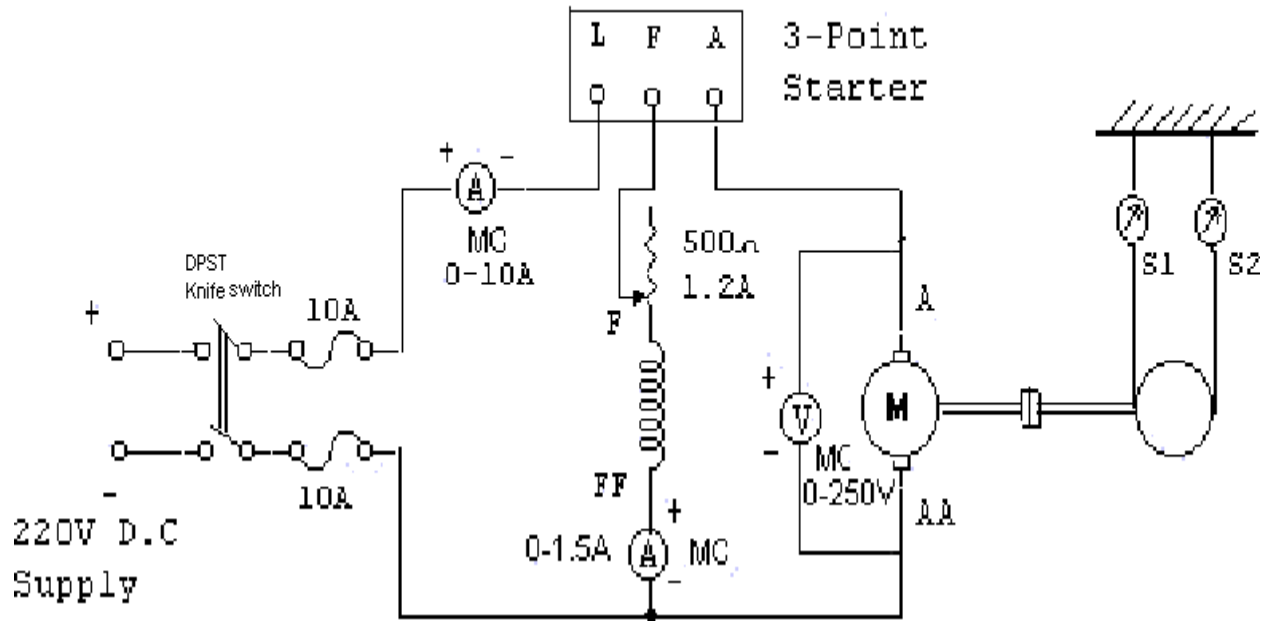 L F A
3-Point
Starter
+ -
A
MC
0-10A
DPST
Knife switch
10A
+
500Ω
1.2A
F
S1 S2
A
+
V
-
MC
0-250V
M
10A
-
220V D.C
Supply
FF
+
0-1.5A A MC
-
AA